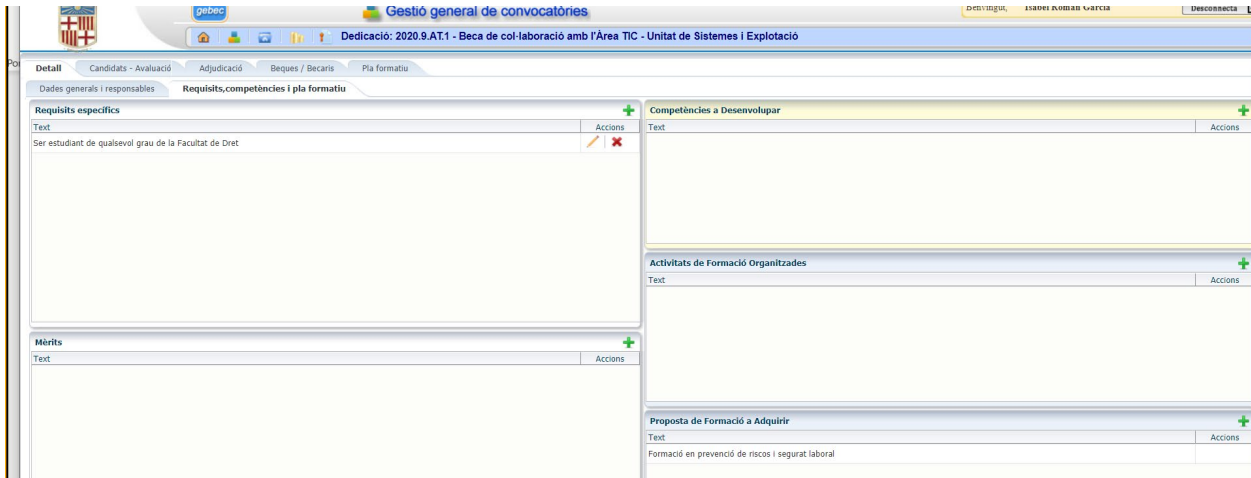 gebec
Gestió general de convocatòries
Benvingut, Isabel Román García
Desconnecta
Dedicació: 2020.9.AT.1 - Beca de col·laboració amb l'Àrea TIC - Unitat de Sistemes i Explotació
Detall Candidats - Avaluació Adjudicació Beques / Becaris Pla formatiu
Dades generals i responsables Requisits,competències i pla formatiu
Requisits específics
Text Accions
Ser estudiant de qualsevol grau de la Facultat de Dret
Mèrits
Text Accions
Competències a Desenvolupar
Text Accions
Activitats de Formació Organitzades
Text Accions
Proposta de Formació a Adquirir
Text Accions
Formació en prevenció de riscos i segurat laboral